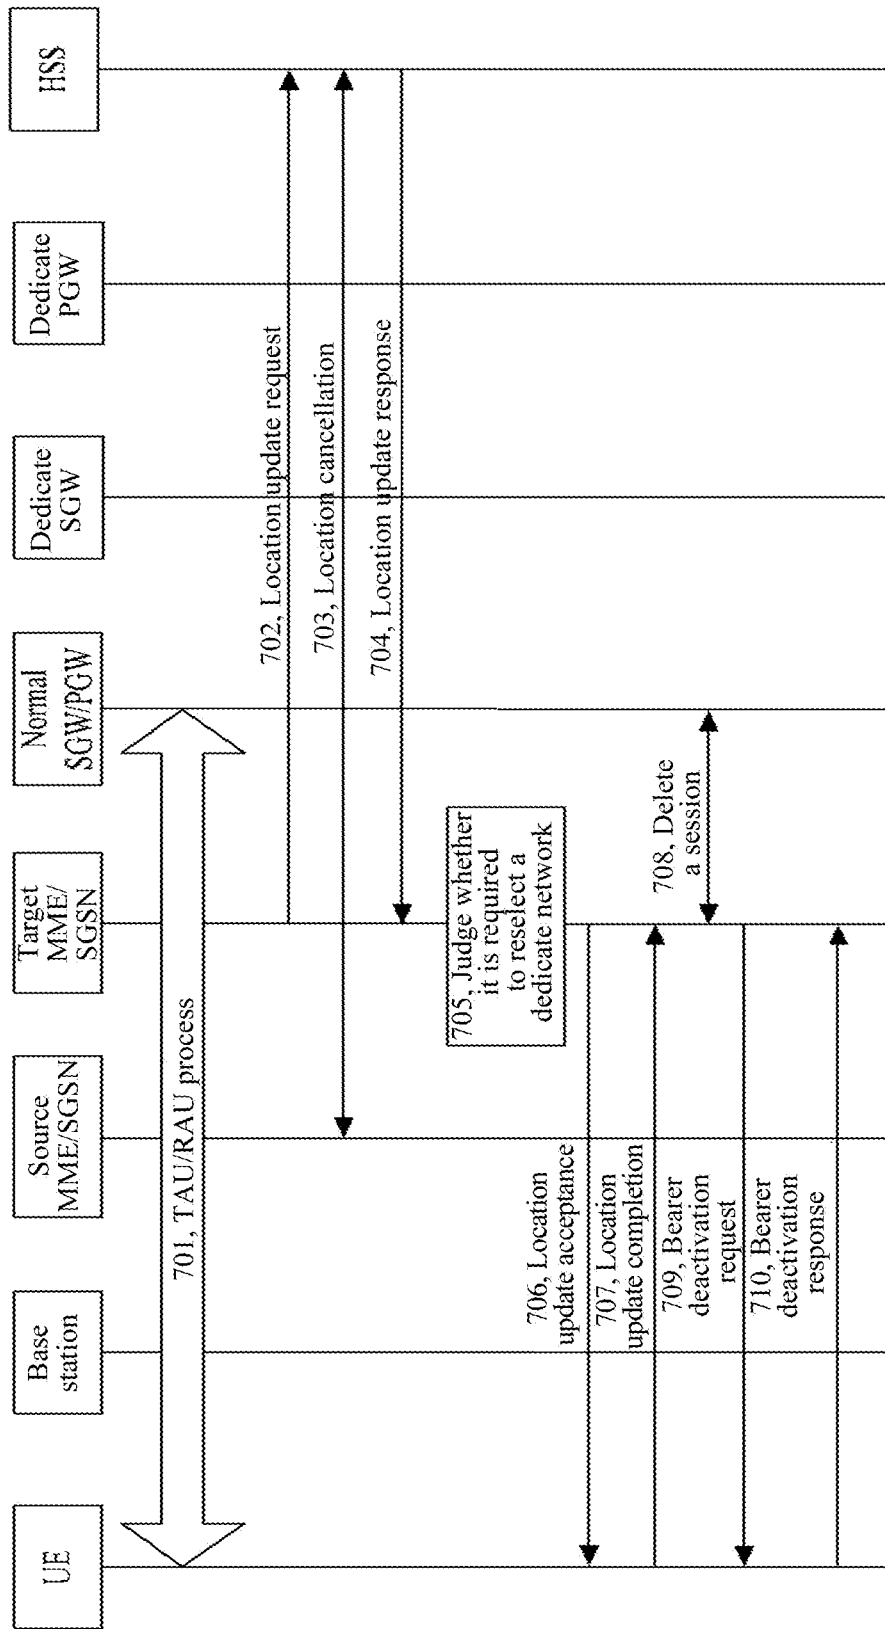 UE
Base
station
Source
MME/SGSN
Target
MME/
SGSN
Normal
SGW/PGW
Dedicate
SGW
Dedicate
PGW
HSS
701, TAU/RAU process
702, Location update request
703, Location cancellation
704, Location update response
705, Judge whether
it is required
to reselect a
dedicate network
706, Location
update acceptance
707, Location
update completion
708, Delete
a session
709, Bearer
deactivation
request
710, Bearer
deactivation
response